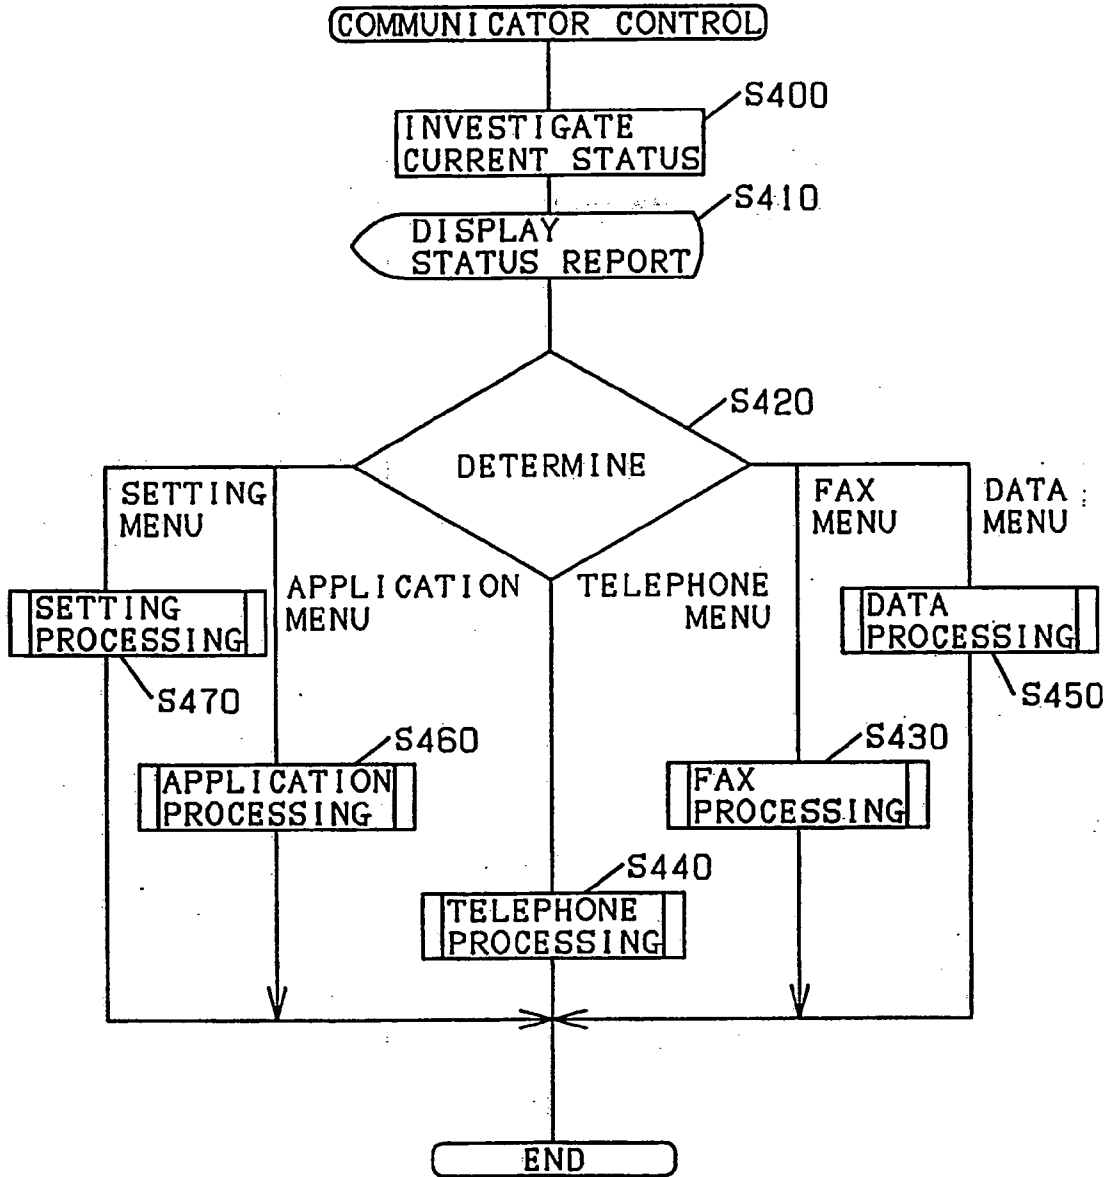 COMMUNICATOR CONTROL
S400
INVESTIGATE
CURRENT STATUS
S410
DISPLAY
STATUS REPORT
S420
DETERMINE
SETTING
MENU
FAX
MENU
DATA
MENU
APPLICATION
MENU
TELEPHONE
MENU
SETTING
PROCESSING
DATA
PROCESSING
S470
S450
S460
S430
APPLICATION
PROCESSING
FAX
PROCESSING
S440
TELEPHONE
PROCESSING
END